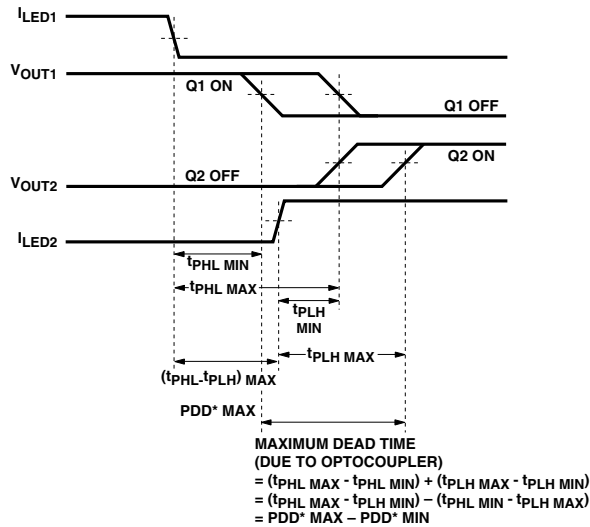 ILED1
VOUT1
Q1 ON
Q1 OFF
Q2 ON
Q2 OFF
VOUT2
ILED2
tPHL MIN
tPHL MAX
tPLH
MIN
tPLH MAX
(tPHL-tPLH) MAX
PDD* MAX
MAXIMUM DEAD TIME
(DUE TO OPTOCOUPLER)
= (tPHL MAX - tPHL MIN) + (tPLH MAX - tPLH MIN)
= (tPHL MAX - tPLH MIN) – (tPHL MIN - tPLH MAX)
= PDD* MAX – PDD* MIN